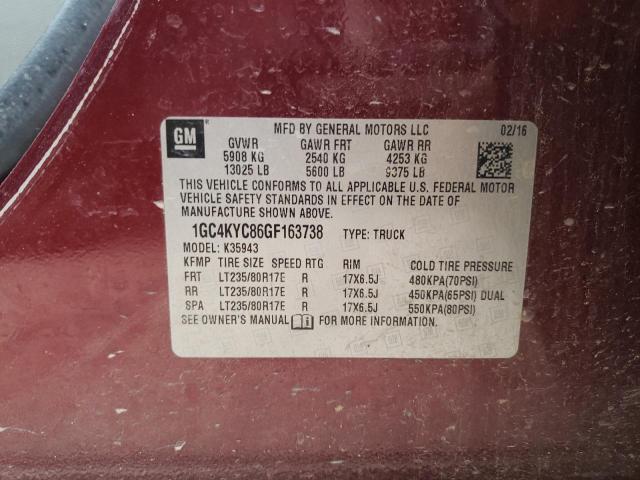 GM ® MFD BY GENERAL MOTORS LLC 02/16
GVWR GAWR FRT GAWR RR
5908 KG 2540 KG 4253 KG
13025 LB 5600 LB 9375 LB
THIS VEHICLE CONFORMS TO ALL APPLICABLE U.S. FEDERAL MOTOR
VEHICLE SAFETY STANDARDS IN EFFECT ON THE DATE OF
MANUFACTURE SHOWN ABOVE.
1GC4KYC86GF163738 TYPE: TRUCK
MODEL: K35943
KFMP TIRE SIZE SPEED RTG RIM COLD TIRE PRESSURE
FRT LT235/80R17E R 17X6.5J 480KPA(70PSI)
RR LT235/80R17E R 17X6.5J 450KPA(65PSI) DUAL
SPA LT235/80R17E R 17X6.5J 550KPA(80PSI)
SEE OWNER'S MANUAL FOR MORE INFORMATION.